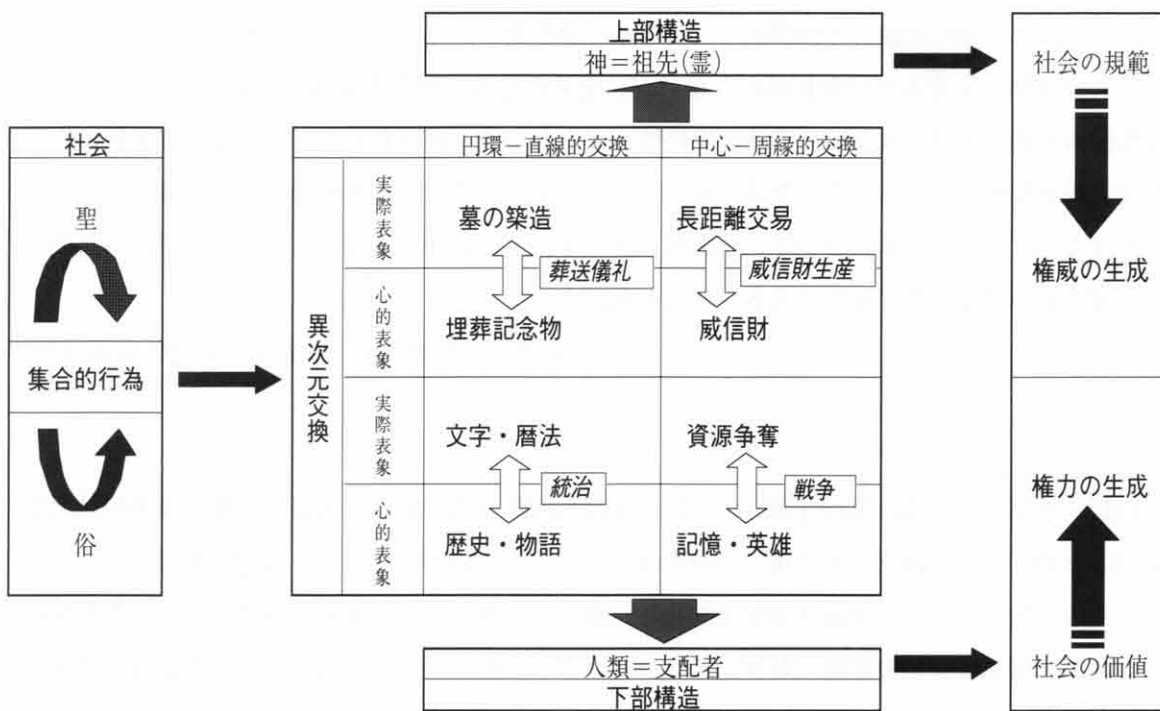 上部構造
神＝祖先(霊)
社会の規範
権威の生成
社会
聖
集合的行為
俗
異次元交換
円環－直線的交換
中心－周縁的交換
実際表象
墓の築造
長距離交易
葬送儀礼
威信財生産
心的表象
埋葬記念物
威信財
実際表象
文字・暦法
資源争奪
統治
戦争
心的表象
歴史・物語
記憶・英雄
権力の生成
社会の価値
人類＝支配者
下部構造